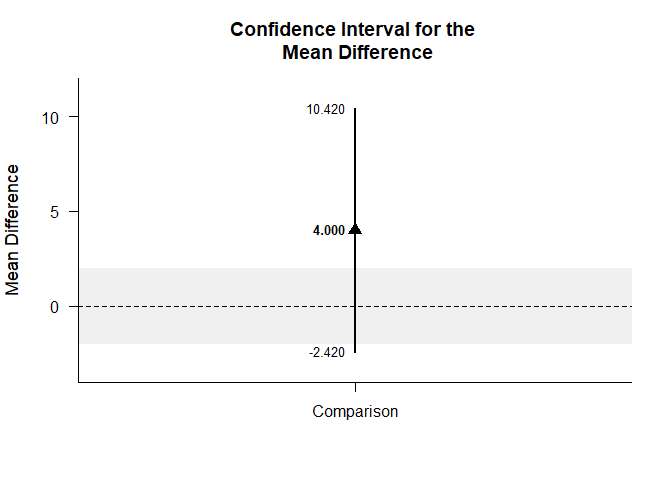 Confidence Interval for the
Mean Difference
Mean Difference
10
5
0
10.420
4.000
-2.420
Comparison